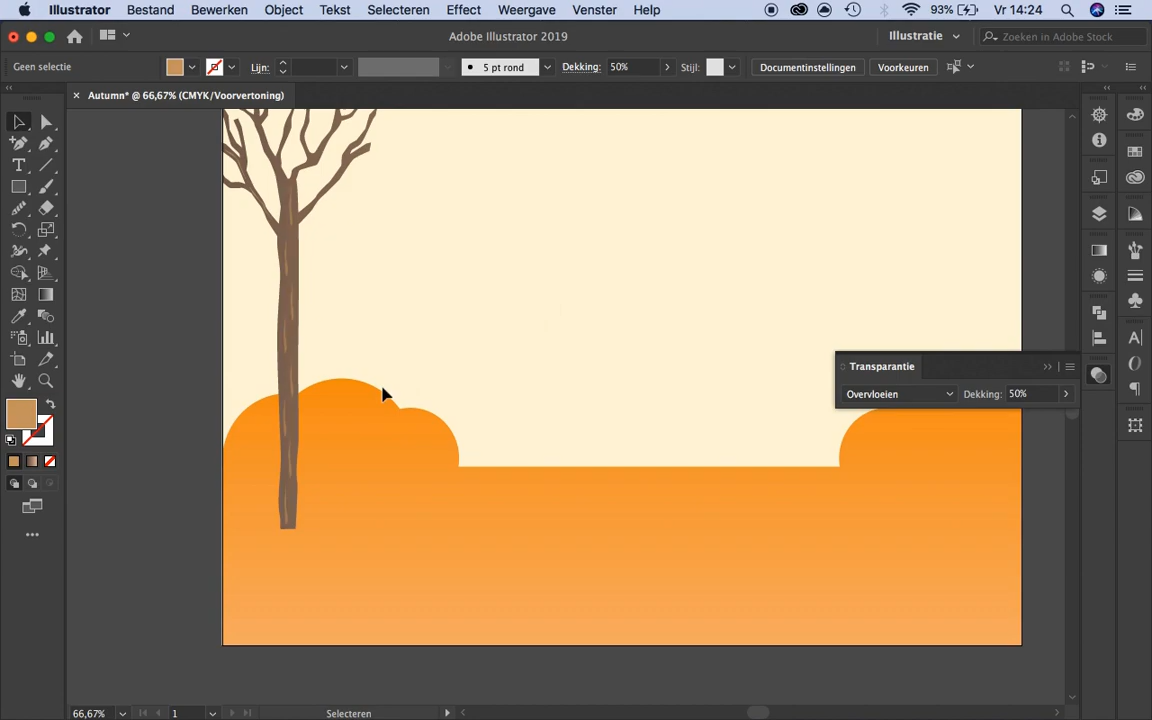 Illustrator Bestand Bewerken Object Tekst Selecteren Effect Weergave Venster Help 93% Vr 14:24
Adobe Illustrator 2019 Illustratie Zoeken in Adobe Stock
Geen selectie Lijn: 5 pt rond Dekking: 50% Stijl: Documentinstellingen Voorkeuren
× Autumn* @ 66,67% (CMYK/Voorvertoning)
Transparantie
Overvloeien Dekking: 50%
66,67% 1 Selecteren